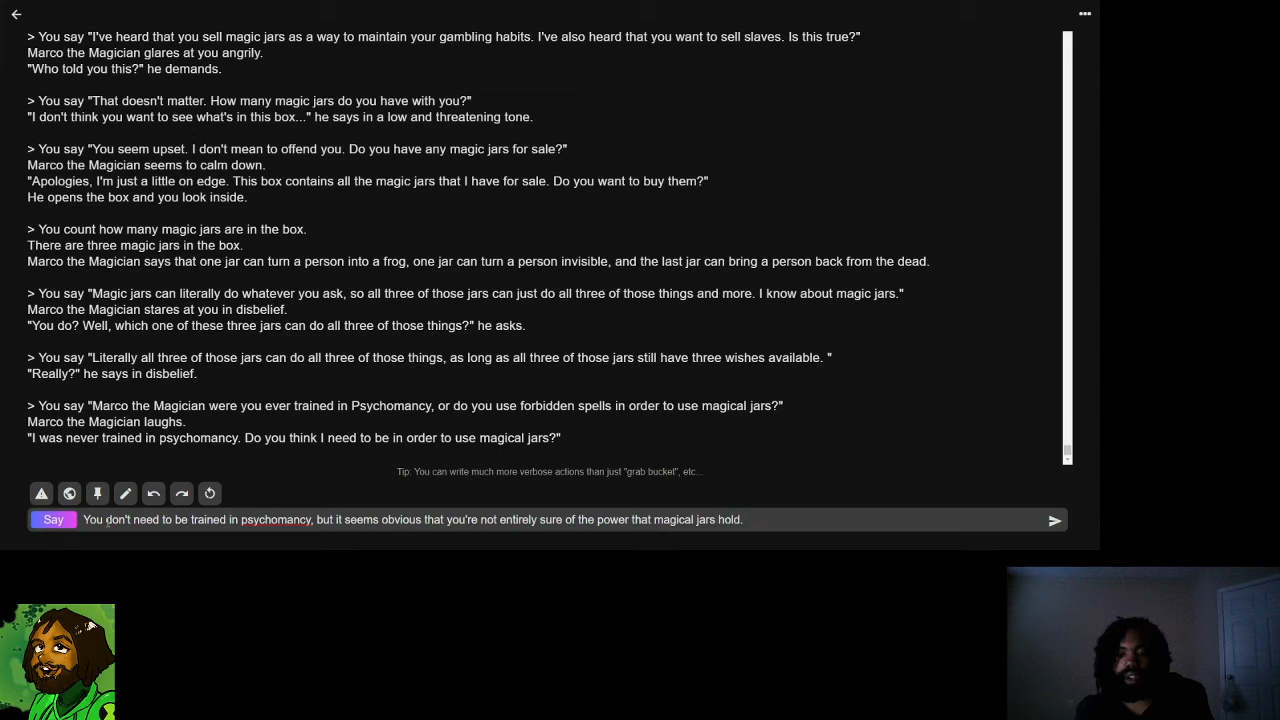 > You say "I've heard that you sell magic jars as a way to maintain your gambling habits. I've also heard that you want to sell slaves. Is this true?"
Marco the Magician glares at you angrily.
"Who told you this?" he demands.
> You say "That doesn't matter. How many magic jars do you have with you?"
"I don't think you want to see what's in this box..." he says in a low and threatening tone.
> You say "You seem upset. I don't mean to offend you. Do you have any magic jars for sale?"
Marco the Magician seems to calm down.
"Apologies, I'm just a little on edge. This box contains all the magic jars that I have for sale. Do you want to buy them?"
He opens the box and you look inside.
> You count how many magic jars are in the box.
There are three magic jars in the box.
Marco the Magician says that one jar can turn a person into a frog, one jar can turn a person invisible, and the last jar can bring a person back from the dead.
> You say "Magic jars can literally do whatever you ask, so all three of those jars can just do all three of those things and more. I know about magic jars."
Marco the Magician stares at you in disbelief.
"You do? Well, which one of these three jars can do all three of those things?" he asks.
> You say "Literally all three of those jars can do all three of those things, as long as all three of those jars still have three wishes available. "
"Really?" he says in disbelief.
> You say "Marco the Magician were you ever trained in Psychomancy, or do you use forbidden spells in order to use magical jars?"
Marco the Magician laughs.
"I was never trained in psychomancy. Do you think I need to be in order to use magical jars?"
Tip: You can write much more verbose actions than just "grab bucket", etc...
Say You don't need to be trained in psychomancy, but it seems obvious that you're not entirely sure of the power that magical jars hold.